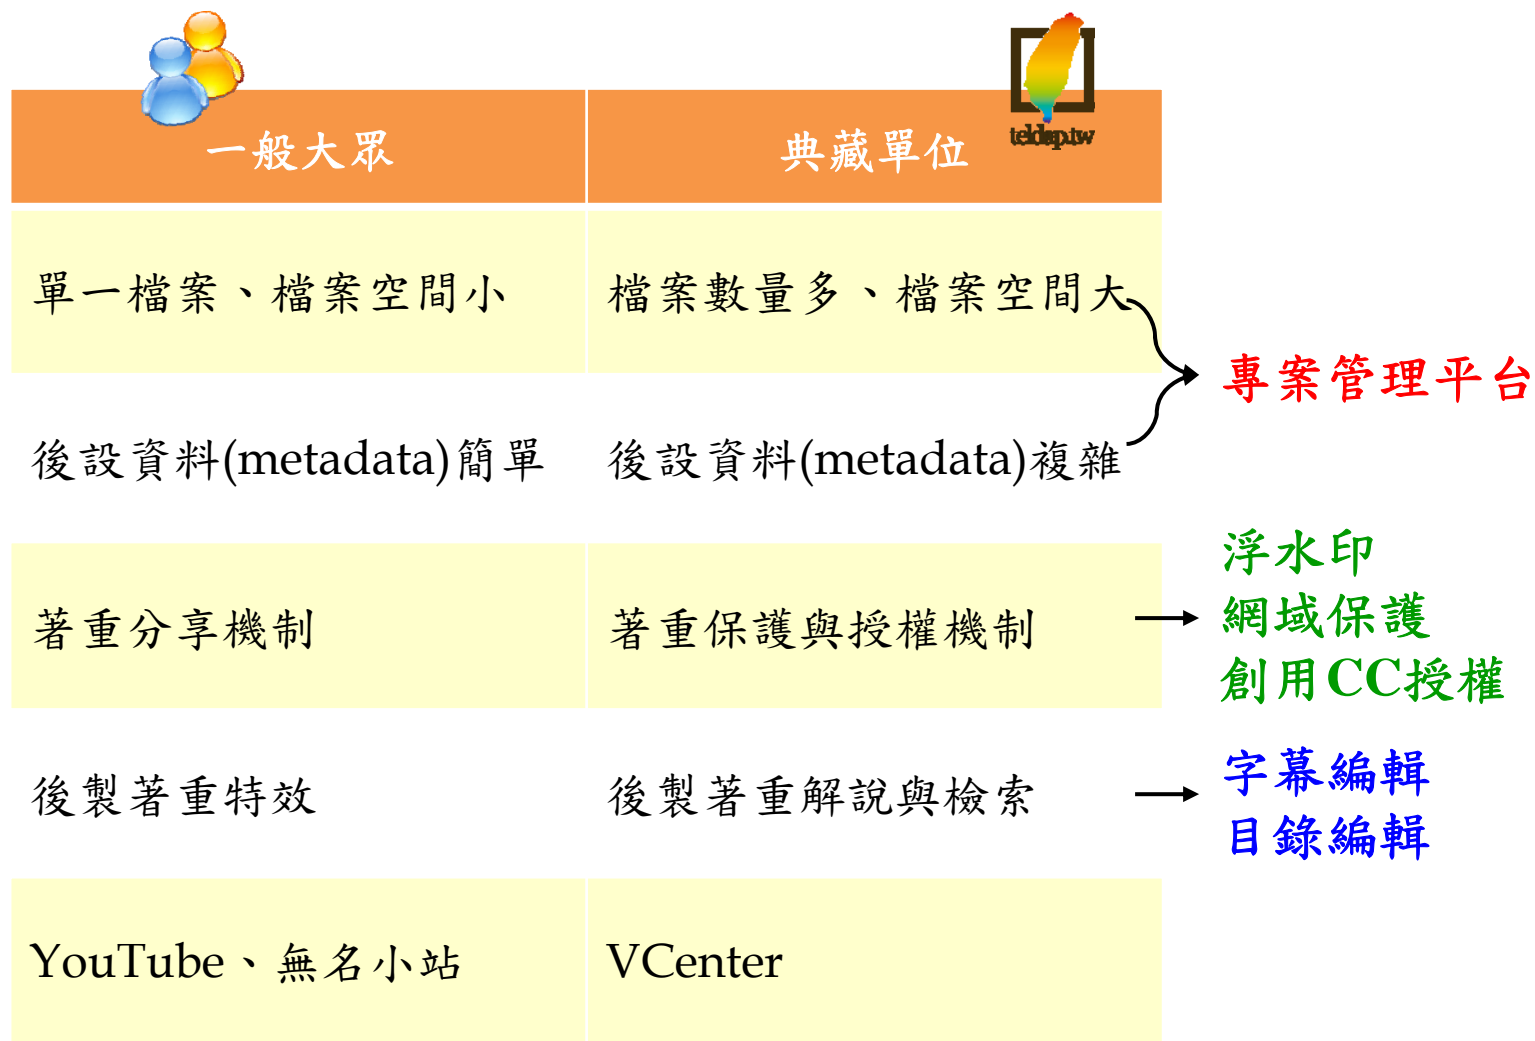 一般大眾
典藏單位
teldap.tw
單一檔案、檔案空間小
檔案數量多、檔案空間大
專案管理平台
後設資料(metadata)簡單
後設資料(metadata)複雜
著重分享機制
著重保護與授權機制
浮水印
網域保護
創用CC授權
後製著重特效
後製著重解說與檢索
字幕編輯
目錄編輯
YouTube、無名小站
VCenter